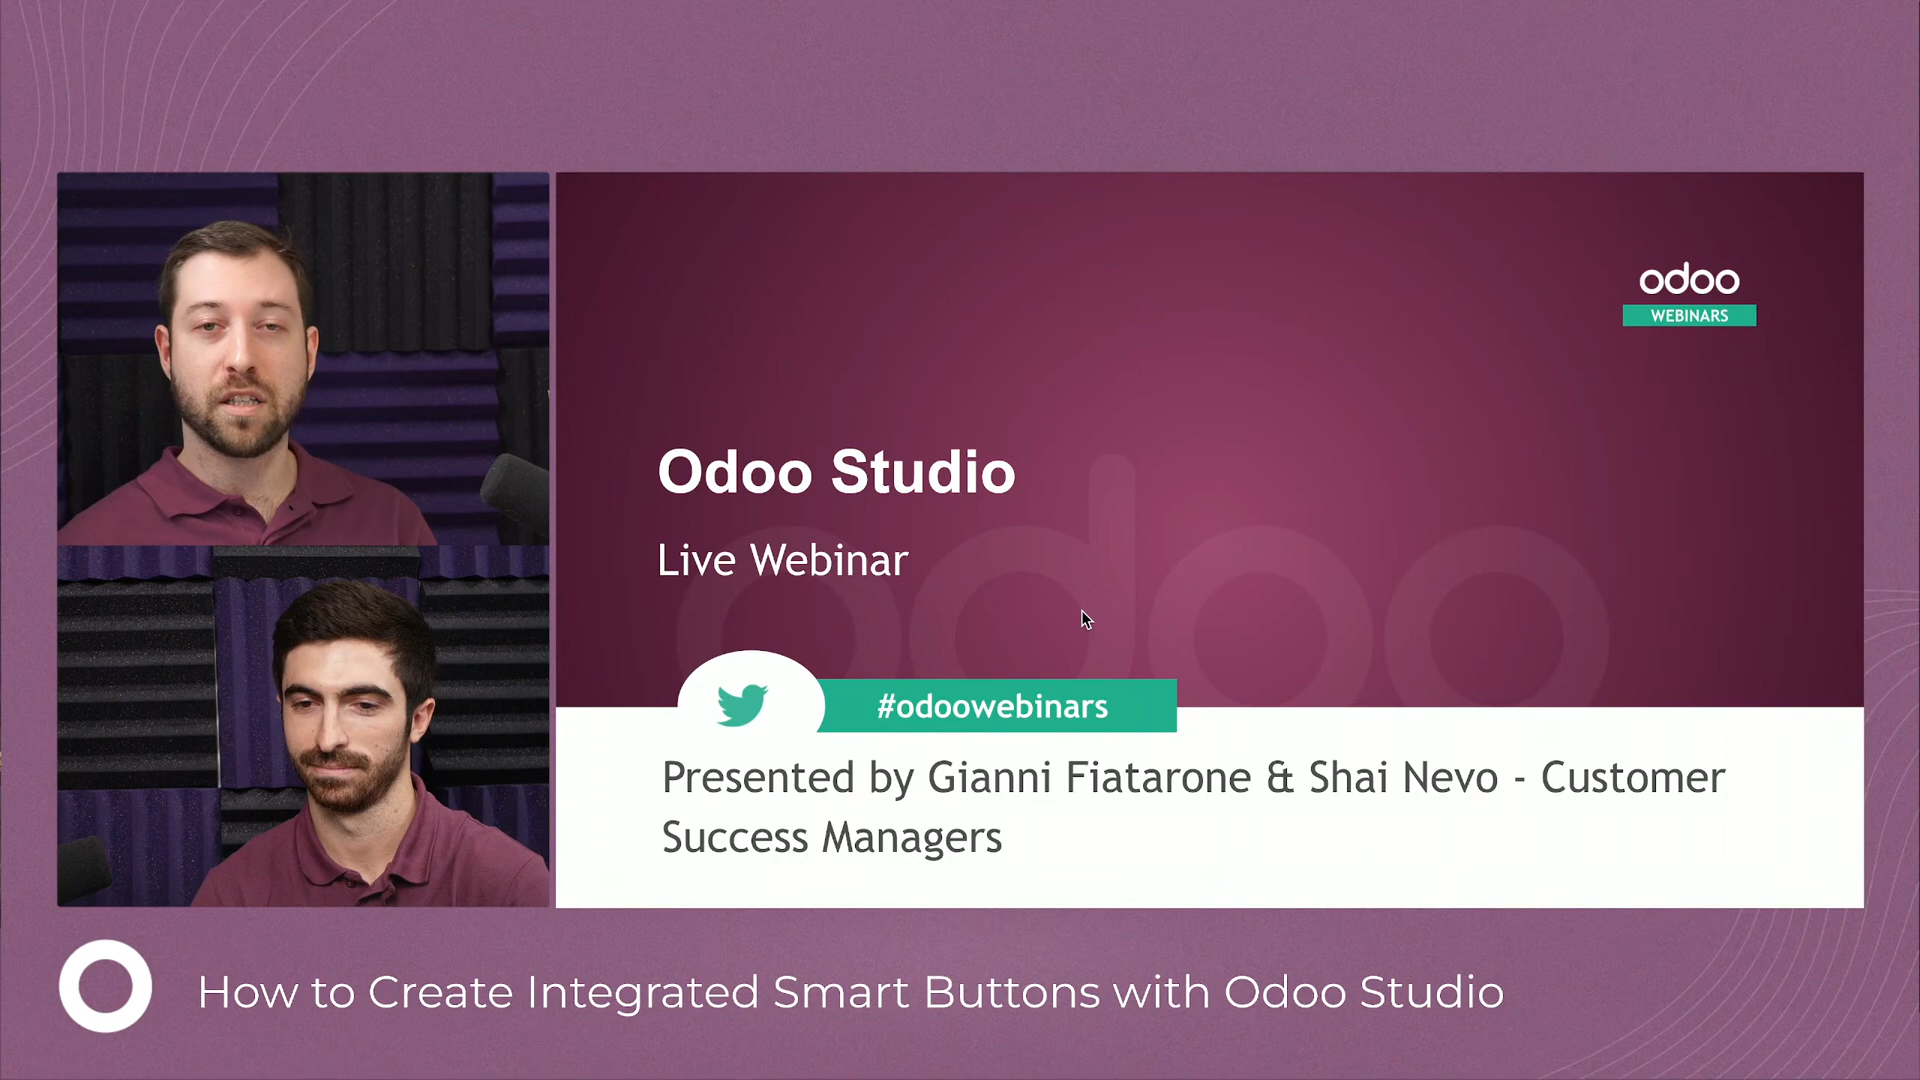 odoo
WEBINARS
Odoo Studio
Live Webinar
#odoowebinars
Presented by Gianni Fiatarone & Shai Nevo - Customer
Success Managers
How to Create Integrated Smart Buttons with Odoo Studio